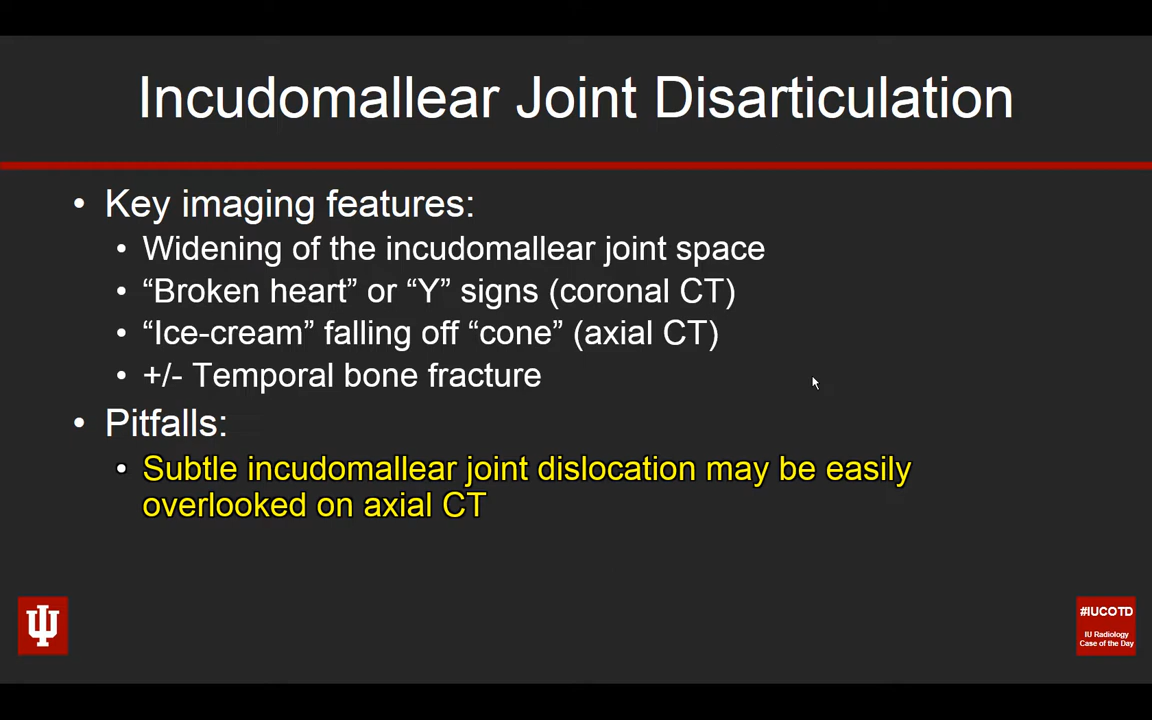 Incudomallear Joint Disarticulation
• Key imaging features:
• Widening of the incudomallear joint space
• “Broken heart” or “Y” signs (coronal CT)
• “Ice-cream” falling off “cone” (axial CT)
• +/- Temporal bone fracture
• Pitfalls:
• Subtle incudomallear joint dislocation may be easily
overlooked on axial CT
#IUCOTD
IU Radiology
Case of the Day